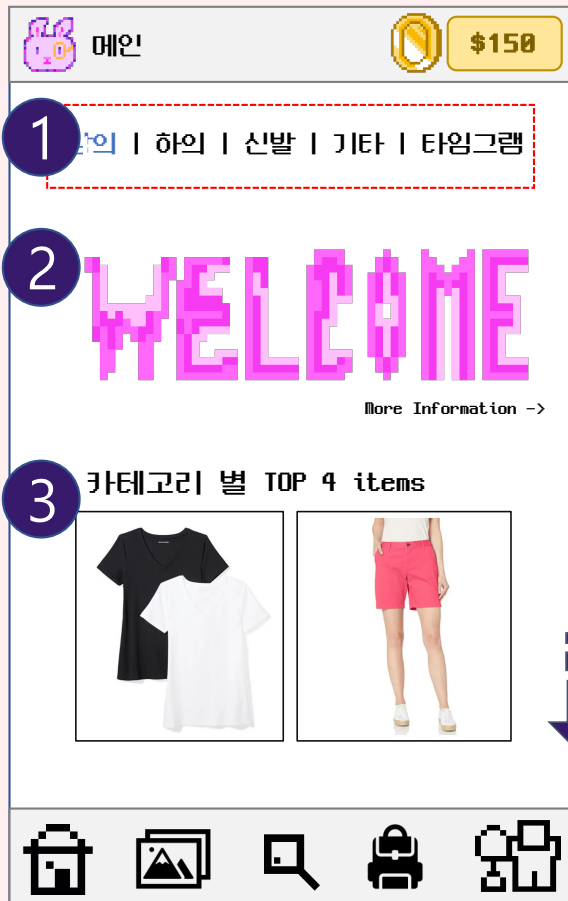 메인
$150
1
하의 | 신발 | 기타 | 타임그램
2
WELCOME
More Information ->
3
카테고리 별 TOP 4 items